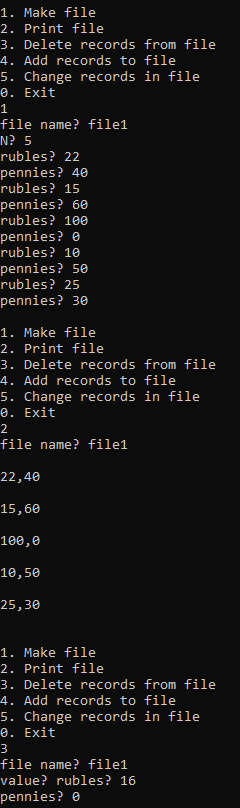 1. Make file
2. Print file
3. Delete records from file
4. Add records to file
5. Change records in file
0. Exit
1
file name? file1
N? 5
rubles? 22
pennies? 40
rubles? 15
pennies? 60
rubles? 100
pennies? 0
rubles? 10
pennies? 50
rubles? 25
pennies? 30
1. Make file
2. Print file
3. Delete records from file
4. Add records to file
5. Change records in file
0. Exit
2
file name? file1
22,40
15,60
100,0
10,50
25,30
1. Make file
2. Print file
3. Delete records from file
4. Add records to file
5. Change records in file
0. Exit
3
file name? file1
value? rubles? 16
pennies? 0